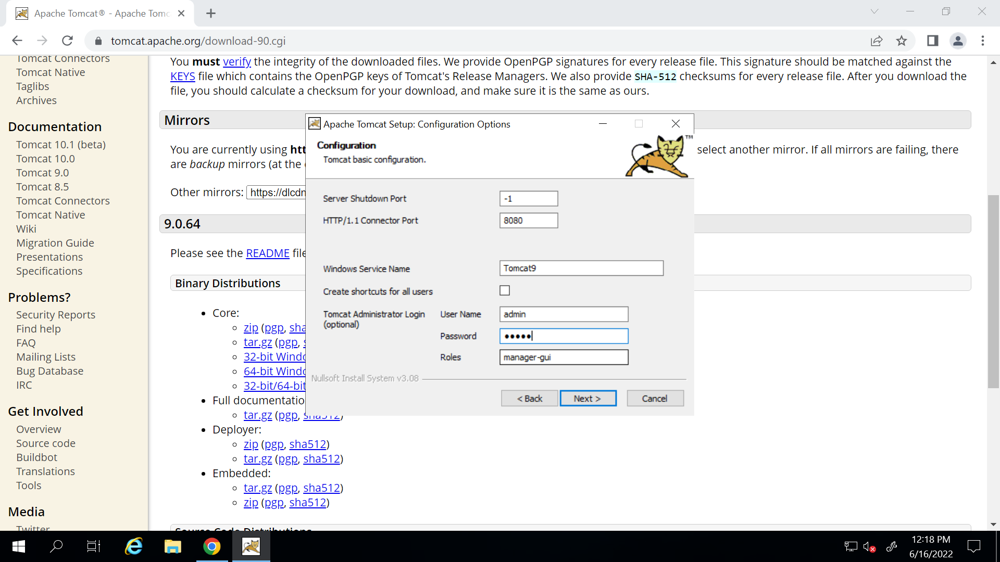 Apache Tomcat® - Apache Tomc
tomcat.apache.org/download-90.cgi
Tomcat Connectors
Tomcat Native
Taglibs
Archives
Documentation
Tomcat 10.1 (beta)
Tomcat 10.0
Tomcat 9.0
Tomcat 8.5
Tomcat Connectors
Tomcat Native
Wiki
Migration Guide
Presentations
Specifications
Problems?
Security Reports
Find help
FAQ
Mailing Lists
Bug Database
IRC
Get Involved
Overview
Source code
Buildbot
Translations
Tools
Media
Twitter
You must verify the integrity of the downloaded files. We provide OpenPGP signatures for every release file. This signature should be matched against the
KEYS file which contains the OpenPGP keys of Tomcat's Release Managers. We also provide SHA-512 checksums for every release file. After you download the
file, you should calculate a checksum for your download, and make sure it is the same as ours.
Mirrors
You are currently using htt select another mirror. If all mirrors are failing, there
are backup mirrors (at the
Other mirrors: https://dlcdn
9.0.64
Please see the README file
Binary Distributions
• Core:
zip (pgp, sha
tar.gz (pgp,
32-bit Windo
64-bit Windo
32-bit/64-bit
• Full documentatio
tar.gz (pgp, sha512)
• Deployer:
zip (pgp, sha512)
tar.gz (pgp, sha512)
• Embedded:
tar.gz (pgp, sha512)
zip (pgp, sha512)
Source Code Distributions
Apache Tomcat Setup: Configuration Options
Configuration
Tomcat basic configuration.
TM
Server Shutdown Port -1
HTTP/1.1 Connector Port 8080
Windows Service Name Tomcat9
Create shortcuts for all users
Tomcat Administrator Login User Name admin
(optional)
Password •••••
Roles manager-gui
Nullsoft Install System v3.08
< Back Next > Cancel
12:18 PM
6/16/2022